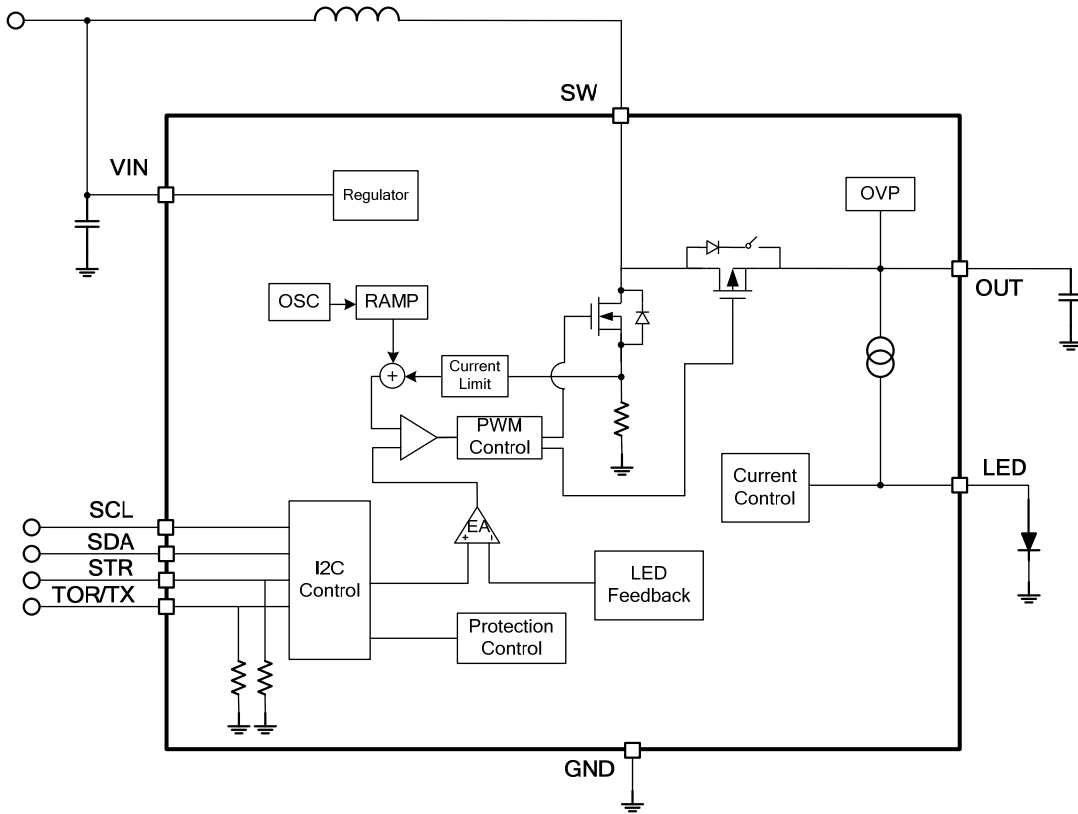 SW
VIN
Regulator
OVP
OUT
OSC
RAMP
+
Current
Limit
PWM
Control
LED
Current
Control
SCL
SDA
STR
TOR/TX
I2C
Control
EA
+ -
LED
Feedback
Protection
Control
GND